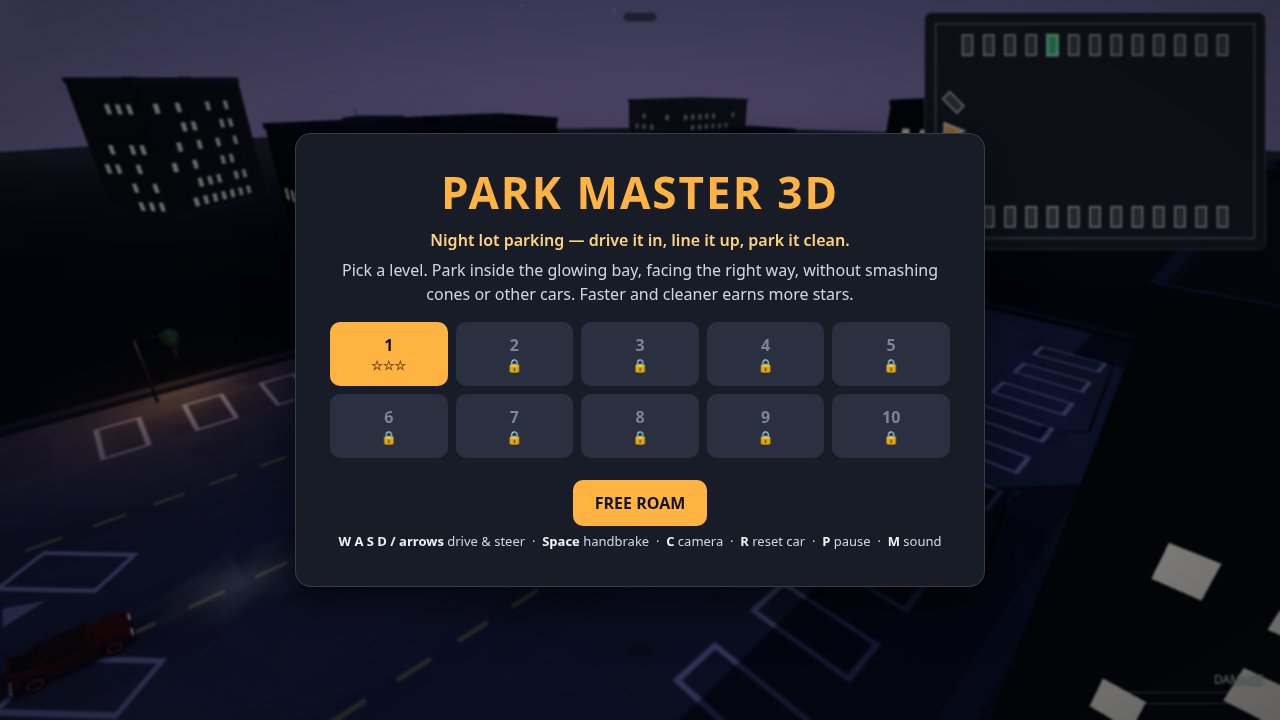 PARK MASTER 3D
Night lot parking — drive it in, line it up, park it clean.
Pick a level. Park inside the glowing bay, facing the right way, without smashing
cones or other cars. Faster and cleaner earns more stars.
1 2 3 4 5
☆☆☆ 🔒 🔒 🔒 🔒
6 7 8 9 10
🔒 🔒 🔒 🔒 🔒
FREE ROAM
W A S D / arrows drive & steer · Space handbrake · C camera · R reset car · P pause · M sound